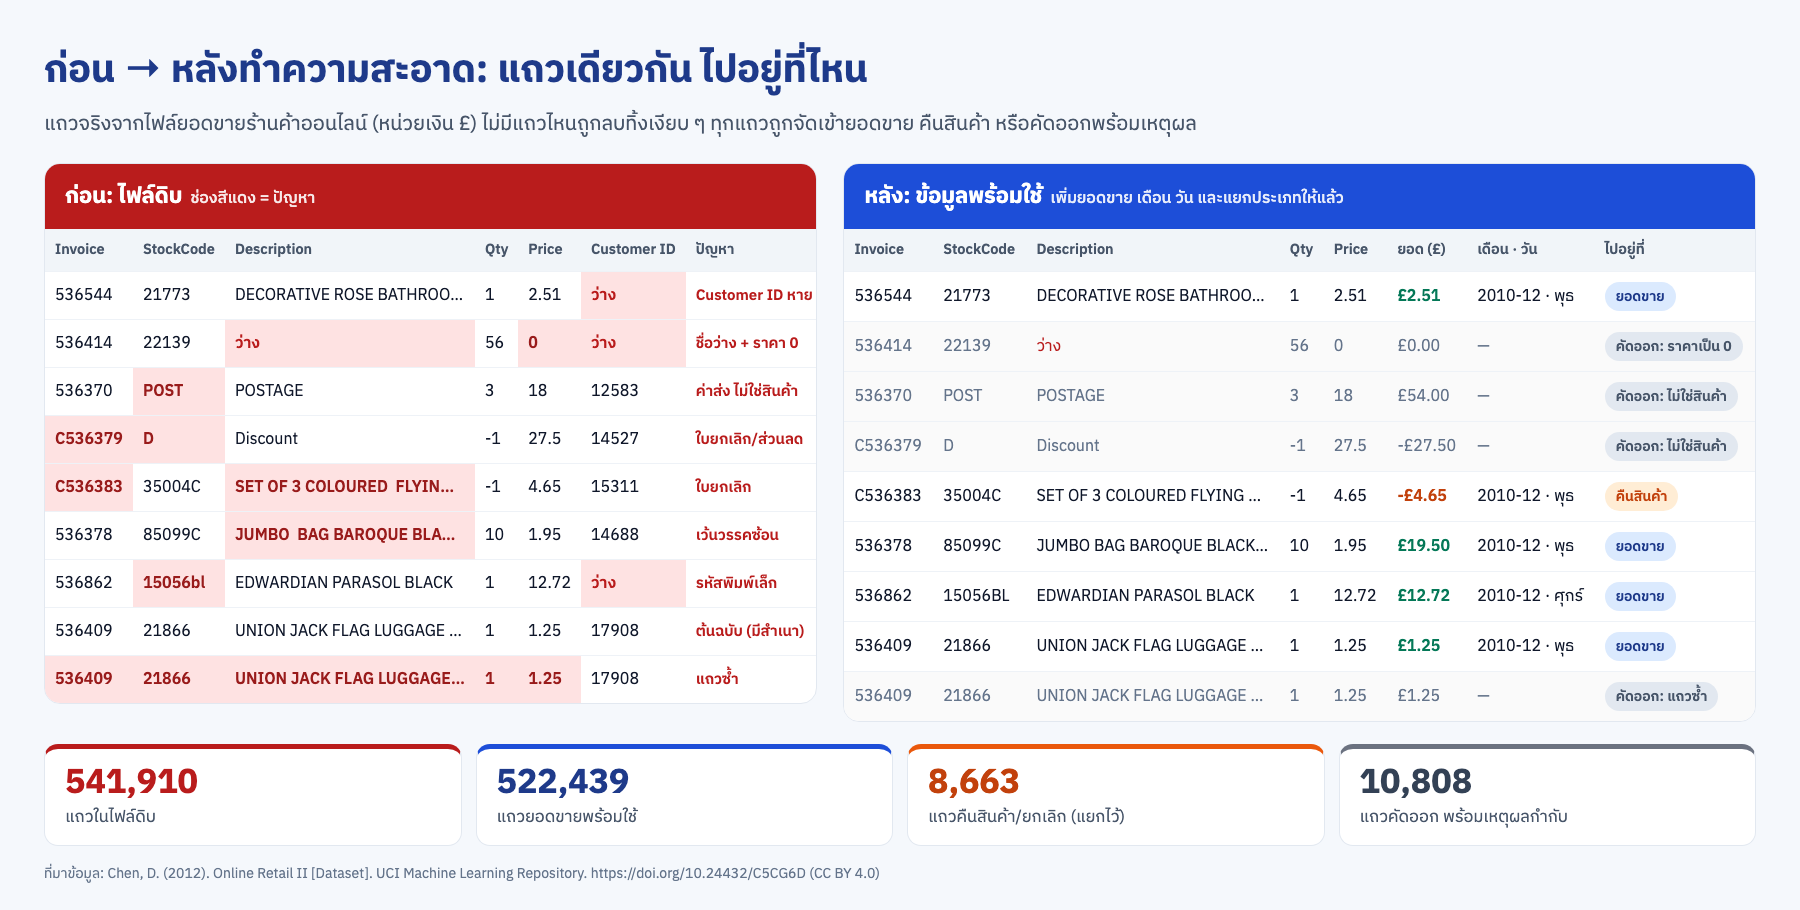 ก่อน → หลังทำความสะอาด: แถวเดียวกัน ไปอยู่ที่ไหน
แถวจริงจากไฟล์ยอดขายร้านค้าออนไลน์ (หน่วยเงิน £) ไม่มีแถวไหนถูกลบทิ้งเงียบ ๆ ทุกแถวถูกจัดเข้ายอดขาย คืนสินค้า หรือคัดออกพร้อมเหตุผล
ก่อน: ไฟล์ดิบ ช่องสีแดง = ปัญหา
Invoice StockCode Description Qty Price Customer ID ปัญหา
536544 21773 DECORATIVE ROSE BATHROO... 1 2.51 ว่าง Customer ID หาย
536414 22139 ว่าง 56 0 ว่าง ชื่อว่าง + ราคา 0
536370 POST POSTAGE 3 18 12583 ค่าส่ง ไม่ใช่สินค้า
C536379 D Discount -1 27.5 14527 ใบยกเลิก/ส่วนลด
C536383 35004C SET OF 3 COLOURED  FLYIN... -1 4.65 15311 ใบยกเลิก
536378 85099C JUMBO  BAG BAROQUE BLA... 10 1.95 14688 เว้นวรรคซ้อน
536862 15056bl EDWARDIAN PARASOL BLACK 1 12.72 ว่าง รหัสพิมพ์เล็ก
536409 21866 UNION JACK FLAG LUGGAGE ... 1 1.25 17908 ต้นฉบับ (มีสำเนา)
536409 21866 UNION JACK FLAG LUGGAGE... 1 1.25 17908 แถวซ้ำ
หลัง: ข้อมูลพร้อมใช้ เพิ่มยอดขาย เดือน วัน และแยกประเภทให้แล้ว
Invoice StockCode Description Qty Price ยอด (£) เดือน · วัน ไปอยู่ที่
536544 21773 DECORATIVE ROSE BATHROO... 1 2.51 £2.51 2010-12 · พุธ ยอดขาย
536414 22139 ว่าง 56 0 £0.00 — คัดออก: ราคาเป็น 0
536370 POST POSTAGE 3 18 £54.00 — คัดออก: ไม่ใช่สินค้า
C536379 D Discount -1 27.5 -£27.50 — คัดออก: ไม่ใช่สินค้า
C536383 35004C SET OF 3 COLOURED FLYING ... -1 4.65 -£4.65 2010-12 · พุธ คืนสินค้า
536378 85099C JUMBO BAG BAROQUE BLACK... 10 1.95 £19.50 2010-12 · พุธ ยอดขาย
536862 15056BL EDWARDIAN PARASOL BLACK 1 12.72 £12.72 2010-12 · ศุกร์ ยอดขาย
536409 21866 UNION JACK FLAG LUGGAGE ... 1 1.25 £1.25 2010-12 · พุธ ยอดขาย
536409 21866 UNION JACK FLAG LUGGAGE ... 1 1.25 £1.25 — คัดออก: แถวซ้ำ
541,910
แถวในไฟล์ดิบ
522,439
แถวยอดขายพร้อมใช้
8,663
แถวคืนสินค้า/ยกเลิก (แยกไว้)
10,808
แถวคัดออก พร้อมเหตุผลกำกับ
ที่มาข้อมูล: Chen, D. (2012). Online Retail II [Dataset]. UCI Machine Learning Repository. https://doi.org/10.24432/C5CG6D (CC BY 4.0)